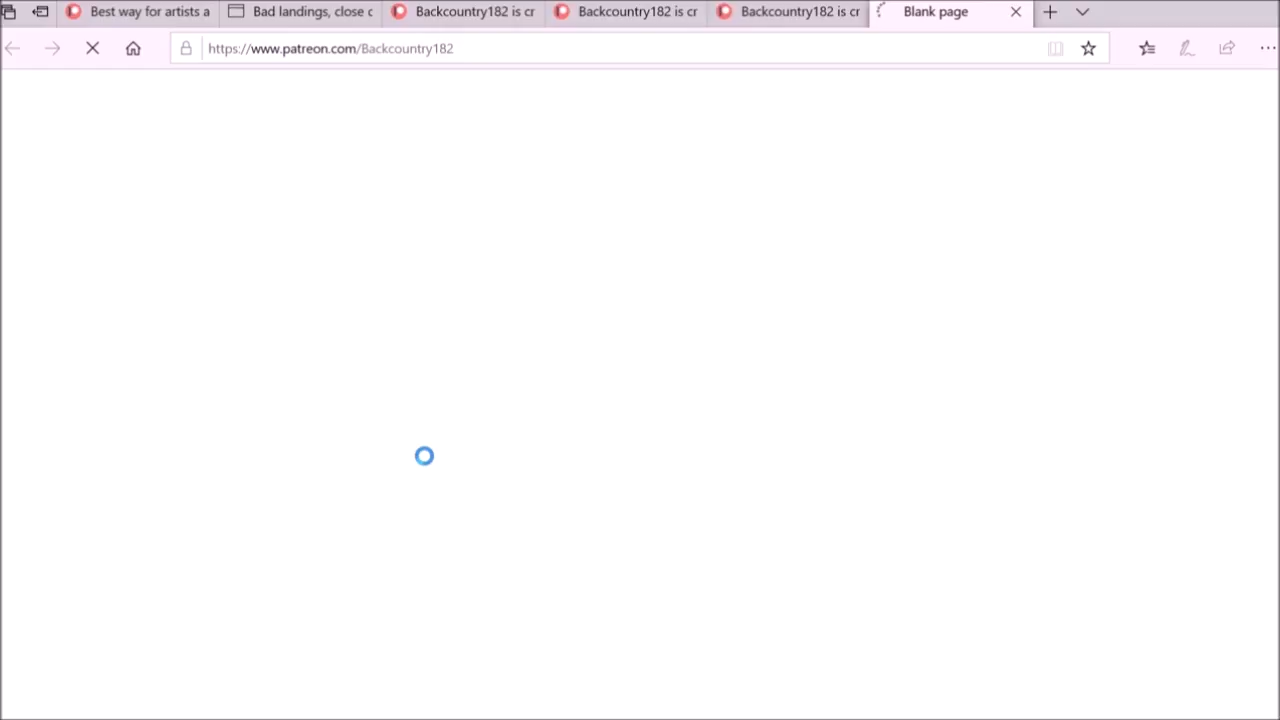 Best way for artists a
Bad landings, close c
Backcountry182 is cr
Backcountry182 is cr
Backcountry182 is cr
Blank page
https://www.patreon.com/Backcountry182